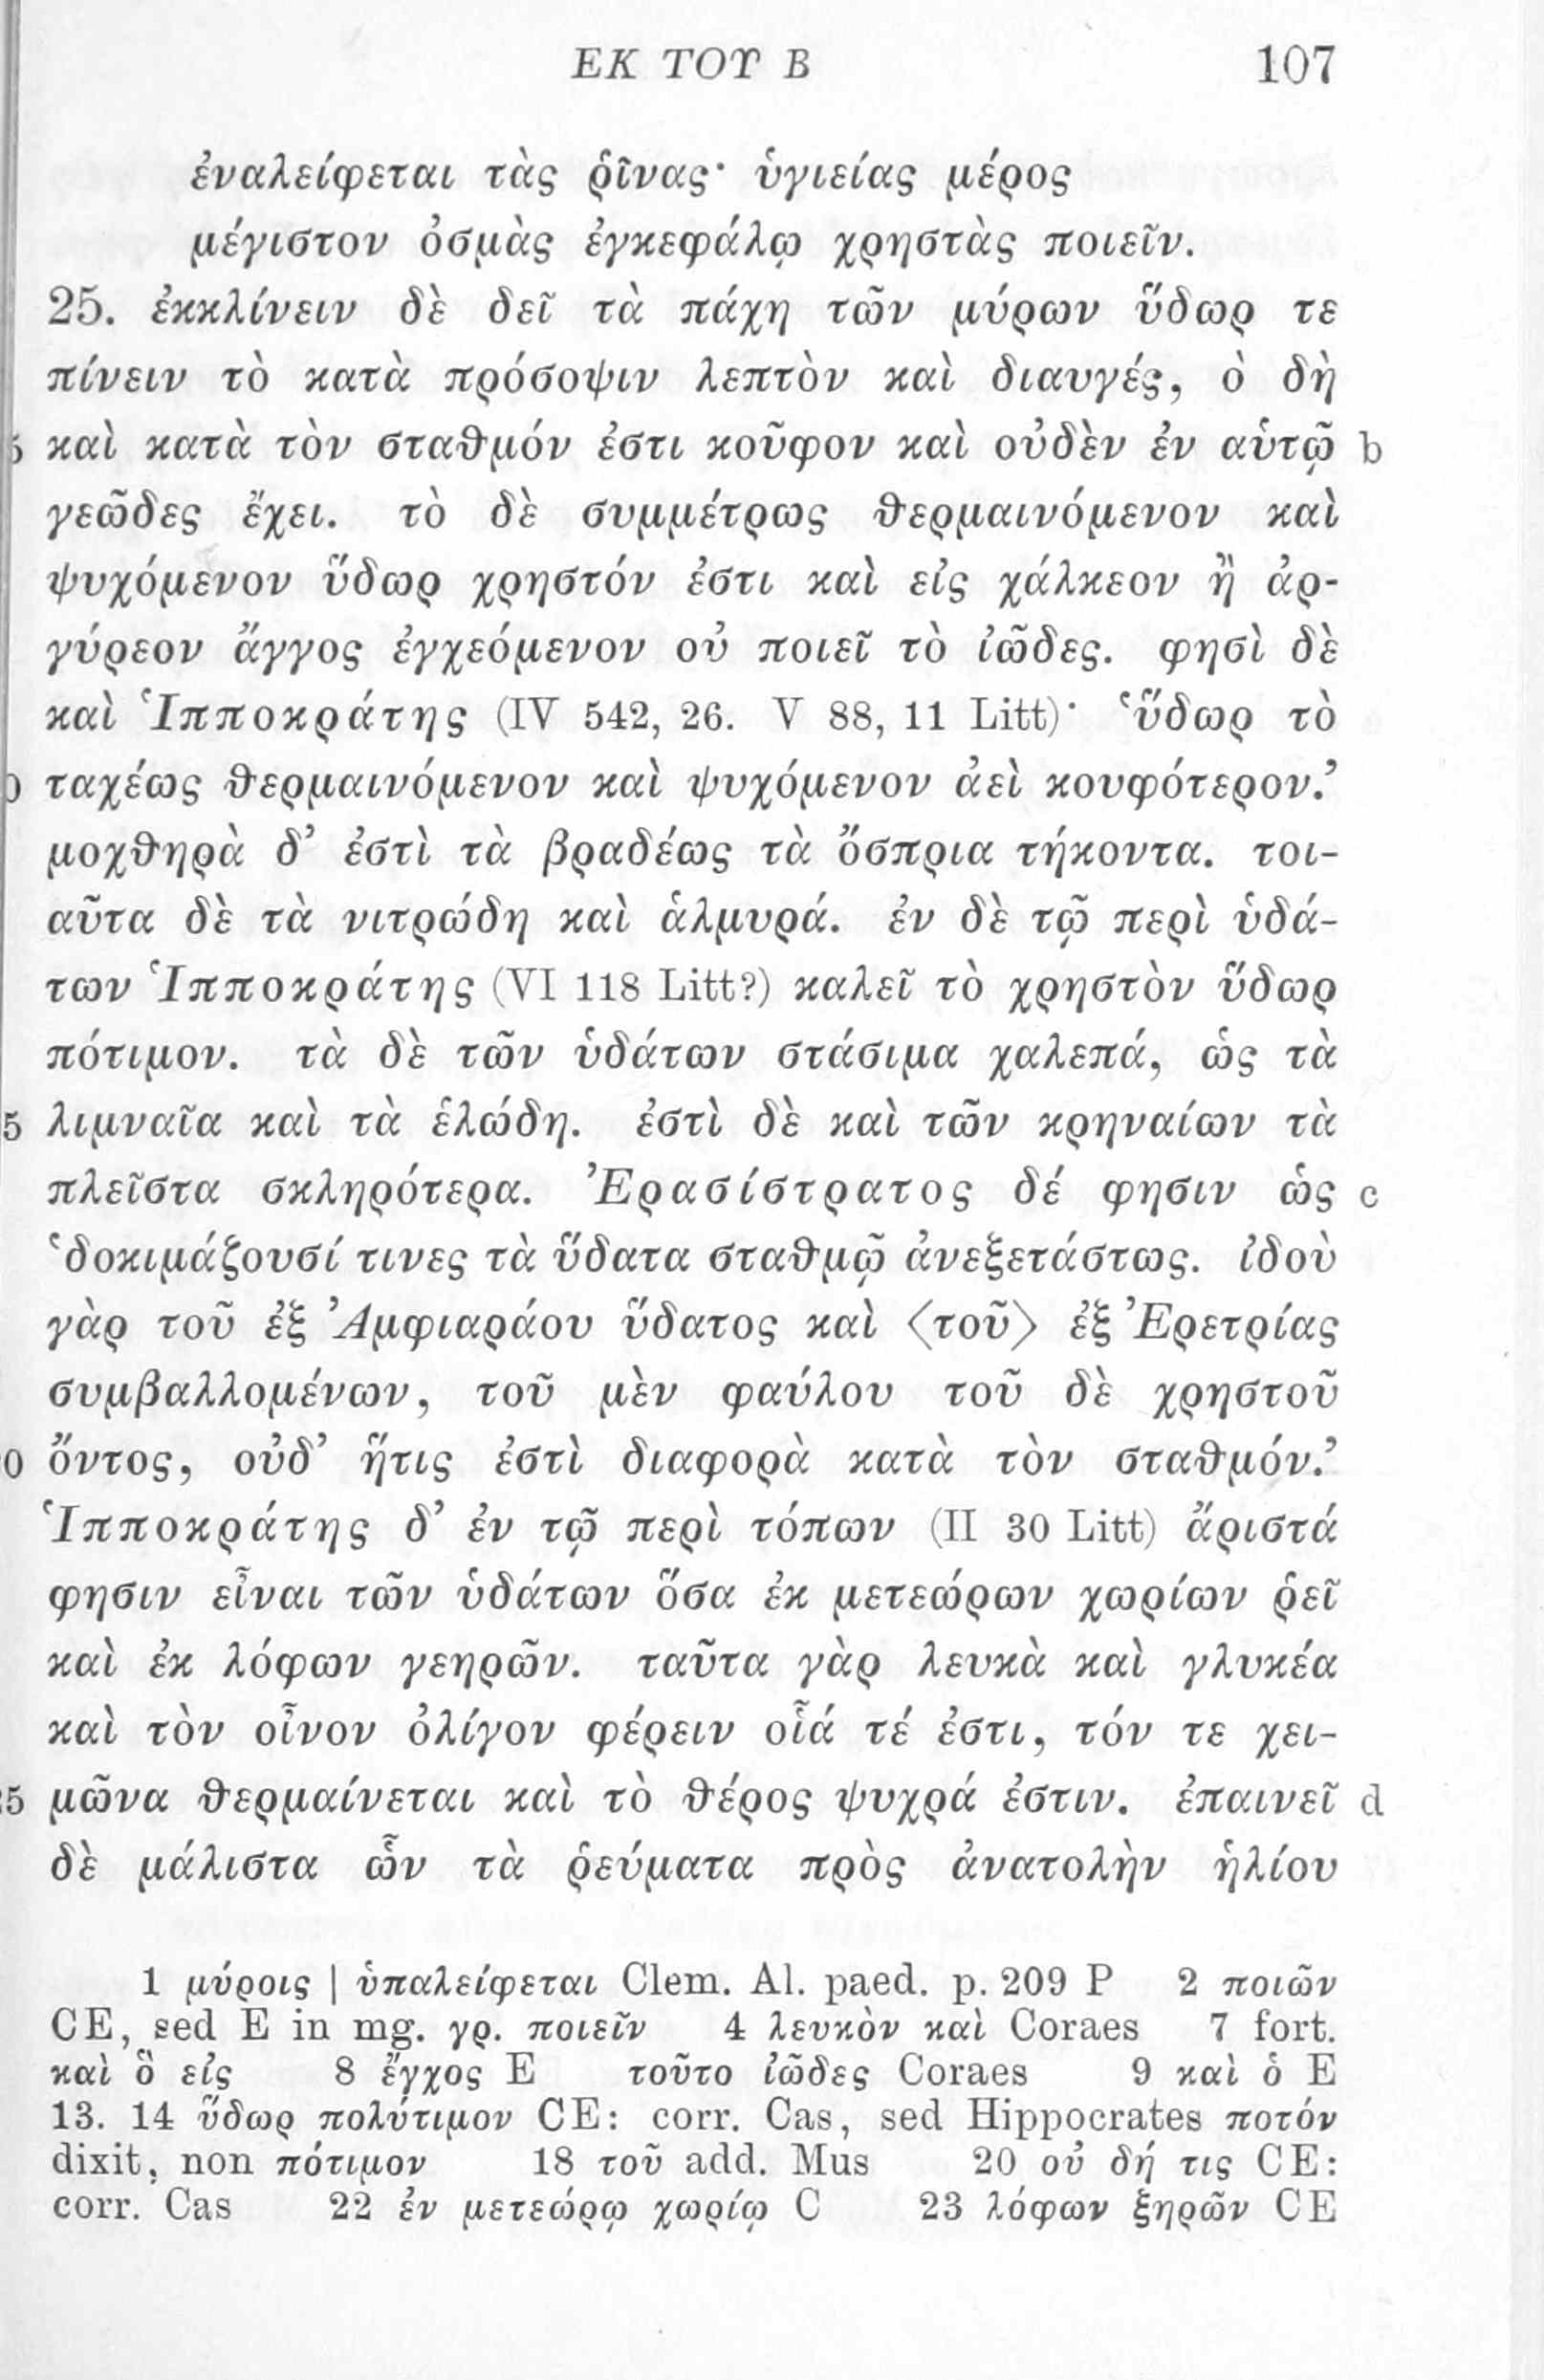 ΕΚ ΤΟΥ Β 107
ἐναλείφεται τὰς ῥῖνας· ὑγιείας μέρος
μέγιστον ὀσμὰς ἐγκεφάλῳ χρηστὰς ποιεῖν.
25. ἐκκλίνειν δὲ δεῖ τὰ πάχη τῶν μύρων ὕδωρ τε
πίνειν τὸ κατὰ πρόσοψιν λεπτὸν καὶ διαυγές, ὸ δὴ
καὶ κατὰ τὸν σταθμόν ἐστι κοῦφον καὶ οὐδὲν ἐν αὑτῷ b
γεῶδες ἔχει. τὸ δὲ συμμέτρως θερμαινόμενον καὶ
ψυχόμενον ὕδωρ χρηστόν ἐστι καὶ εἰς χάλκεον ἢ ἀρ-
γύρεον ἄγγος ἐγχεόμενον οὐ ποιεῖ τὸ ἰῶδες. φησὶ δὲ
καὶ Ἱπποκράτης (IV 542, 26. V 88, 11 Litt)· ‘ὕδωρ τὸ
ταχέως θερμαινόμενον καὶ ψυχόμενον ἀεὶ κουφότερον.’
μοχθηρὰ δ’ ἐστὶ τὰ βραδέως τὰ ὄσπρια τήκοντα. τοι-
αῦτα δὲ τὰ νιτρώδη καὶ ἁλμυρά. ἐν δὲ τῷ περὶ ὑδά-
των Ἱπποκράτης (VI 118 Litt?) καλεῖ τὸ χρηστὸν ὕδωρ
πότιμον. τὰ δὲ τῶν ὑδάτων στάσιμα χαλεπά, ὡς τὰ
5 λιμναῖα καὶ τὰ ἑλώδη. ἐστὶ δὲ καὶ τῶν κρηναίων τὰ
πλεῖστα σκληρότερα. Ἐρασίστρατος δέ φησιν ὡς c
‘δοκιμάζουσί τινες τὰ ὕδατα σταθμῷ ἀνεξετάστως. ἰδοὺ
γὰρ τοῦ ἐξ Ἀμφιαράου ὕδατος καὶ ⟨τοῦ⟩ ἐξ Ἐρετρίας
συμβαλλομένων, τοῦ μὲν φαύλου τοῦ δὲ χρηστοῦ
0 ὄντος, οὐδ’ ἥτις ἐστὶ διαφορὰ κατὰ τὸν σταθμόν.’
Ἱπποκράτης δ’ ἐν τῷ περὶ τόπων (II 30 Litt) ἄριστά
φησιν εἶναι τῶν ὑδάτων ὅσα ἐκ μετεώρων χωρίων ῥεῖ
καὶ ἐκ λόφων γεηρῶν. ταῦτα γὰρ λευκὰ καὶ γλυκέα
καὶ τὸν οἶνον ὀλίγον φέρειν οἷά τέ ἐστι, τόν τε χει-
5 μῶνα θερμαίνεται καὶ τὸ θέρος ψυχρά ἐστιν. ἐπαινεῖ d
δὲ μάλιστα ὧν τὰ ῥεύματα πρὸς ἀνατολὴν ἡλίου
1 μύροις | ὑπαλείφεται Clem. Al. paed. p. 209 P 2 ποιῶν
CE, sed E in mg. γρ. ποιεῖν 4 λευκὸν καὶ Coraes 7 fort.
καὶ ὃ εἰς 8 ἔγχος E τοῦτο ἰῶδες Coraes 9 καὶ ὁ E
13. 14 ὕδωρ πολύτιμον CE: corr. Cas, sed Hippocrates ποτόν
dixit, non πότιμον 18 τοῦ add. Mus 20 οὐ δή τις CE:
corr. Cas 22 ἐν μετεώρῳ χωρίῳ C 23 λόφων ξηρῶν CE